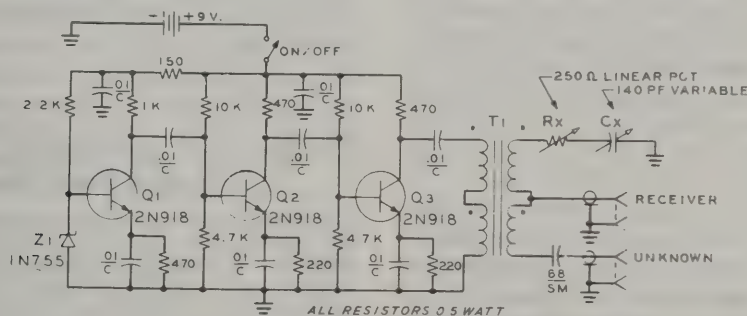 - +9 V.
ON/OFF
150
.01
C
2.2K
1K
10K
470
.01
C
10K
470
250 Ω LINEAR POT
140 PF VARIABLE
T1
Rx
Cx
.01
C
.01
C
.01
C
Q1
2N918
Q2
2N918
Q3
2N918
RECEIVER
Z1
1N755
.01
C
470
4.7K
.01
C
220
4.7K
.01
C
220
68
SM
UNKNOWN
ALL RESISTORS 0.5 WATT